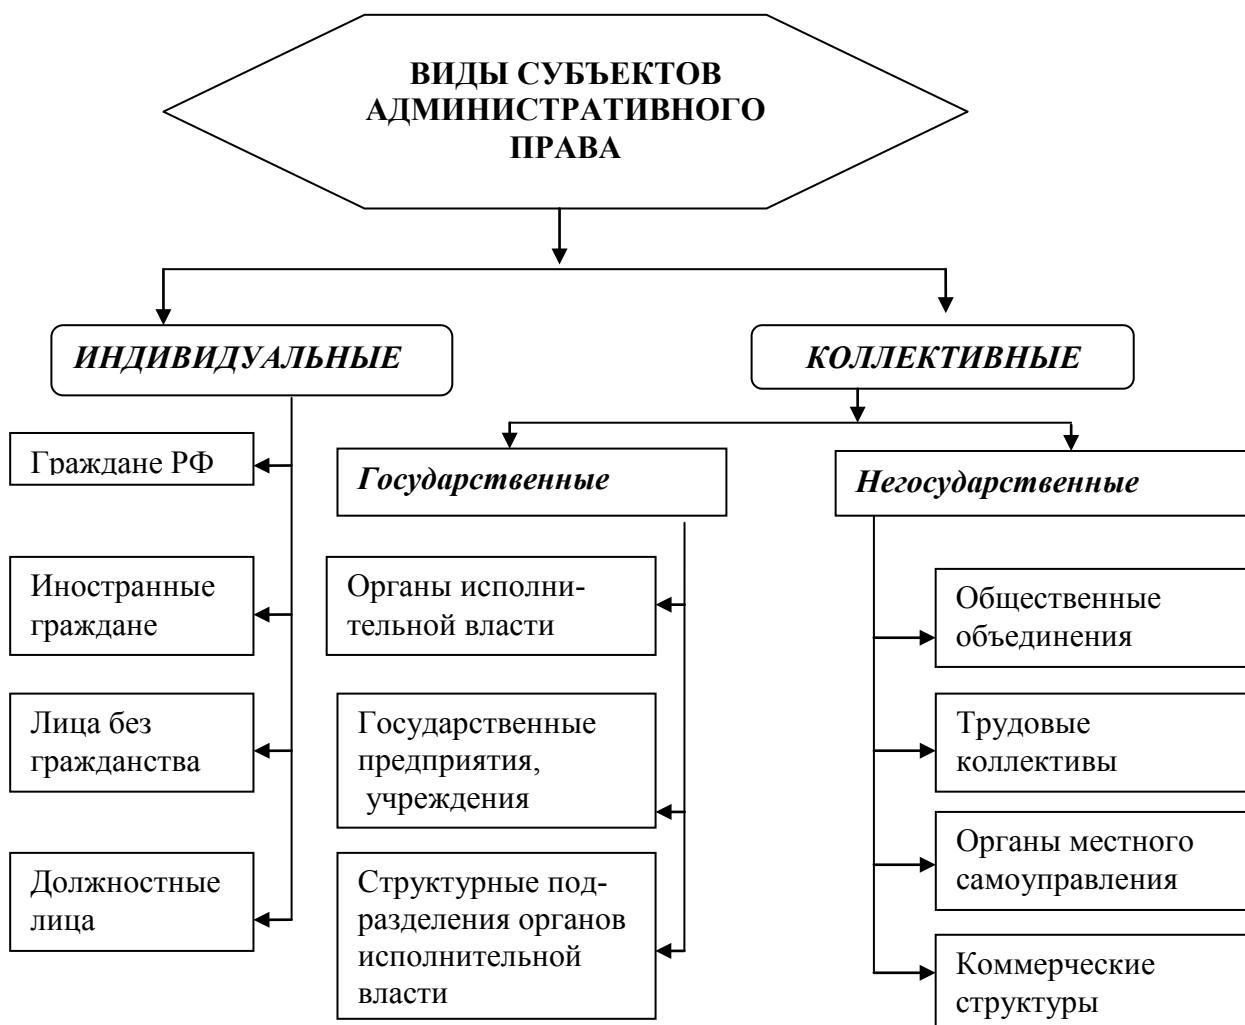 ВИДЫ СУБЪЕКТОВ
АДМИНИСТРАТИВНОГО
ПРАВА
ИНДИВИДУАЛЬНЫЕ
КОЛЛЕКТИВНЫЕ
Граждане РФ
Иностранные
граждане
Лица без
гражданства
Должностные
лица
Государственные
Органы исполни-
тельной власти
Государственные
предприятия,
учреждения
Структурные под-
разделения органов
исполнительной
власти
Негосударственные
Общественные
объединения
Трудовые
коллективы
Органы местного
самоуправления
Коммерческие
структуры